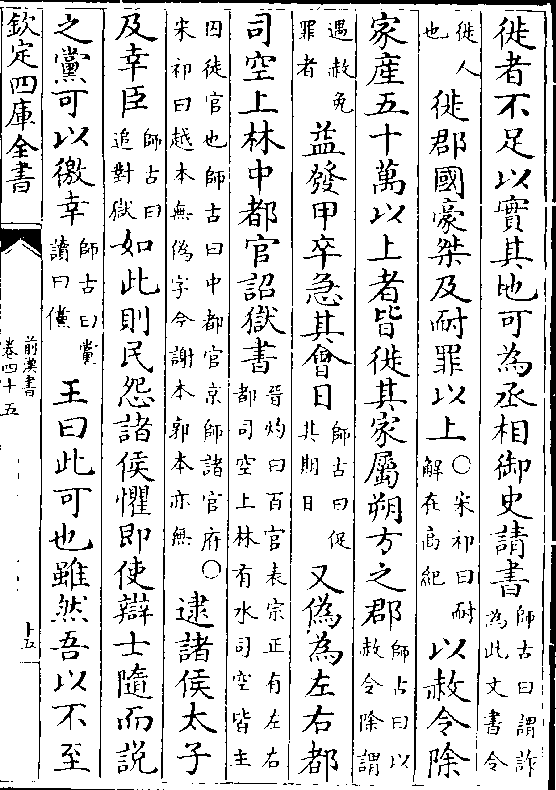 徙者不足以實其地可為丞相御史請書師古曰謂詐為此文書令
徙人也徙郡國豪桀及耐罪以上○宋祁曰耐解在高紀以赦令除
家產五十萬以上者皆徙其家屬朔方之郡師古曰以赦令除謂
遇赦免罪者益發甲卒急其會日師古曰促其期日又偽為左右都
司空上林中都官詔獄書晉灼曰百官表宗正有左右都司空上林有水司空皆主
囚徒官也師古曰中都官京師諸官府○宋祁曰越本無偽字今謝本郭本亦無逮諸侯太子
及幸臣師古曰追對獄如此則民怨諸侯懼即使辯士隨而説
之黨可以徼幸師古曰黨讀曰儻王曰此可也雖然吾以不至
欽定四庫全書
前漢書
卷四十五
十五